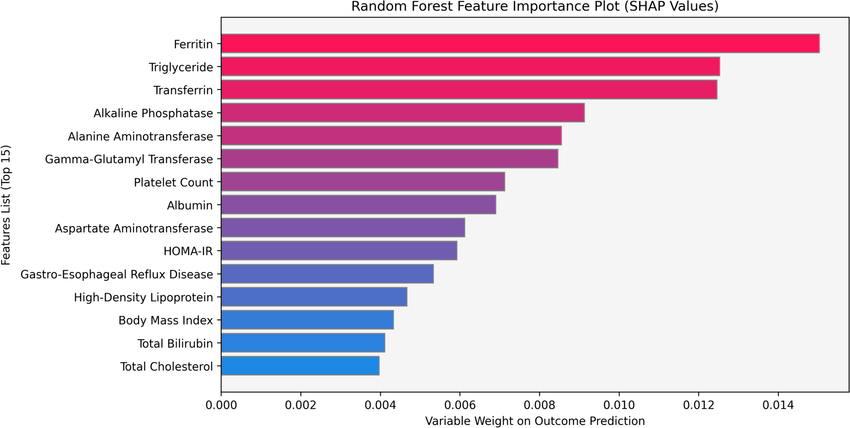 Random Forest Feature Importance Plot (SHAP Values)
Features List (Top 15)
Ferritin
Triglyceride
Transferrin
Alkaline Phosphatase
Alanine Aminotransferase
Gamma-Glutamyl Transferase
Platelet Count
Albumin
Aspartate Aminotransferase
HOMA-IR
Gastro-Esophageal Reflux Disease
High-Density Lipoprotein
Body Mass Index
Total Bilirubin
Total Cholesterol
0.000 0.002 0.004 0.006 0.008 0.010 0.012 0.014
Variable Weight on Outcome Prediction